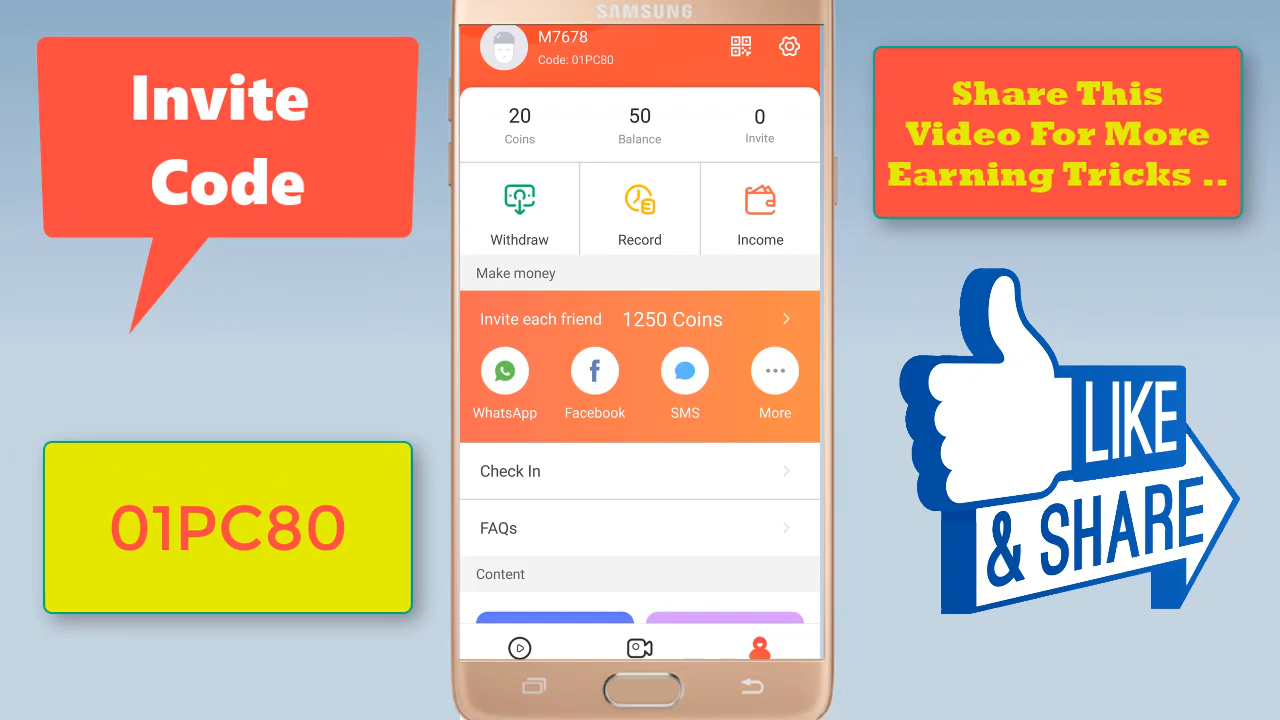 Invite
Code
01PC80
SAMSUNG
M7678
Code: 01PC80
20
Coins
50
Balance
0
Invite
Withdraw
Record
Income
Make money
Invite each friend 1250 Coins
WhatsApp
Facebook
SMS
More
Check In
FAQs
Content
Share This
Video For More
Earning Tricks ..
LIKE
& SHARE